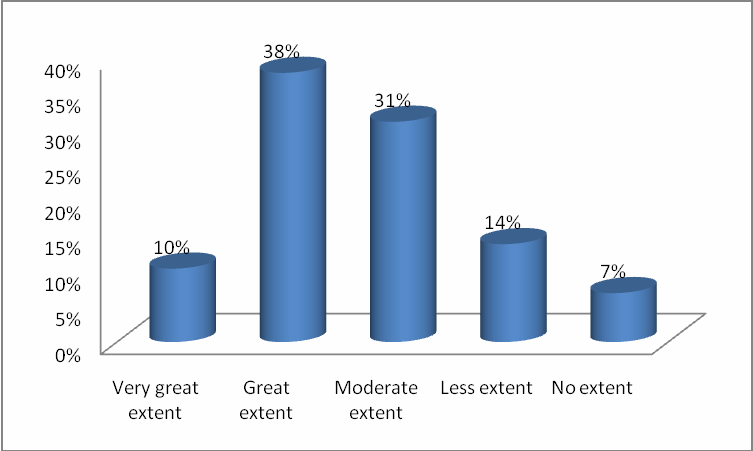 38%
40%
35%
31%
30%
25%
20%
14%
15%
10%
10%
7%
5%
0%
Very great
extent
Great
extent
Moderate
extent
Less extent
No extent